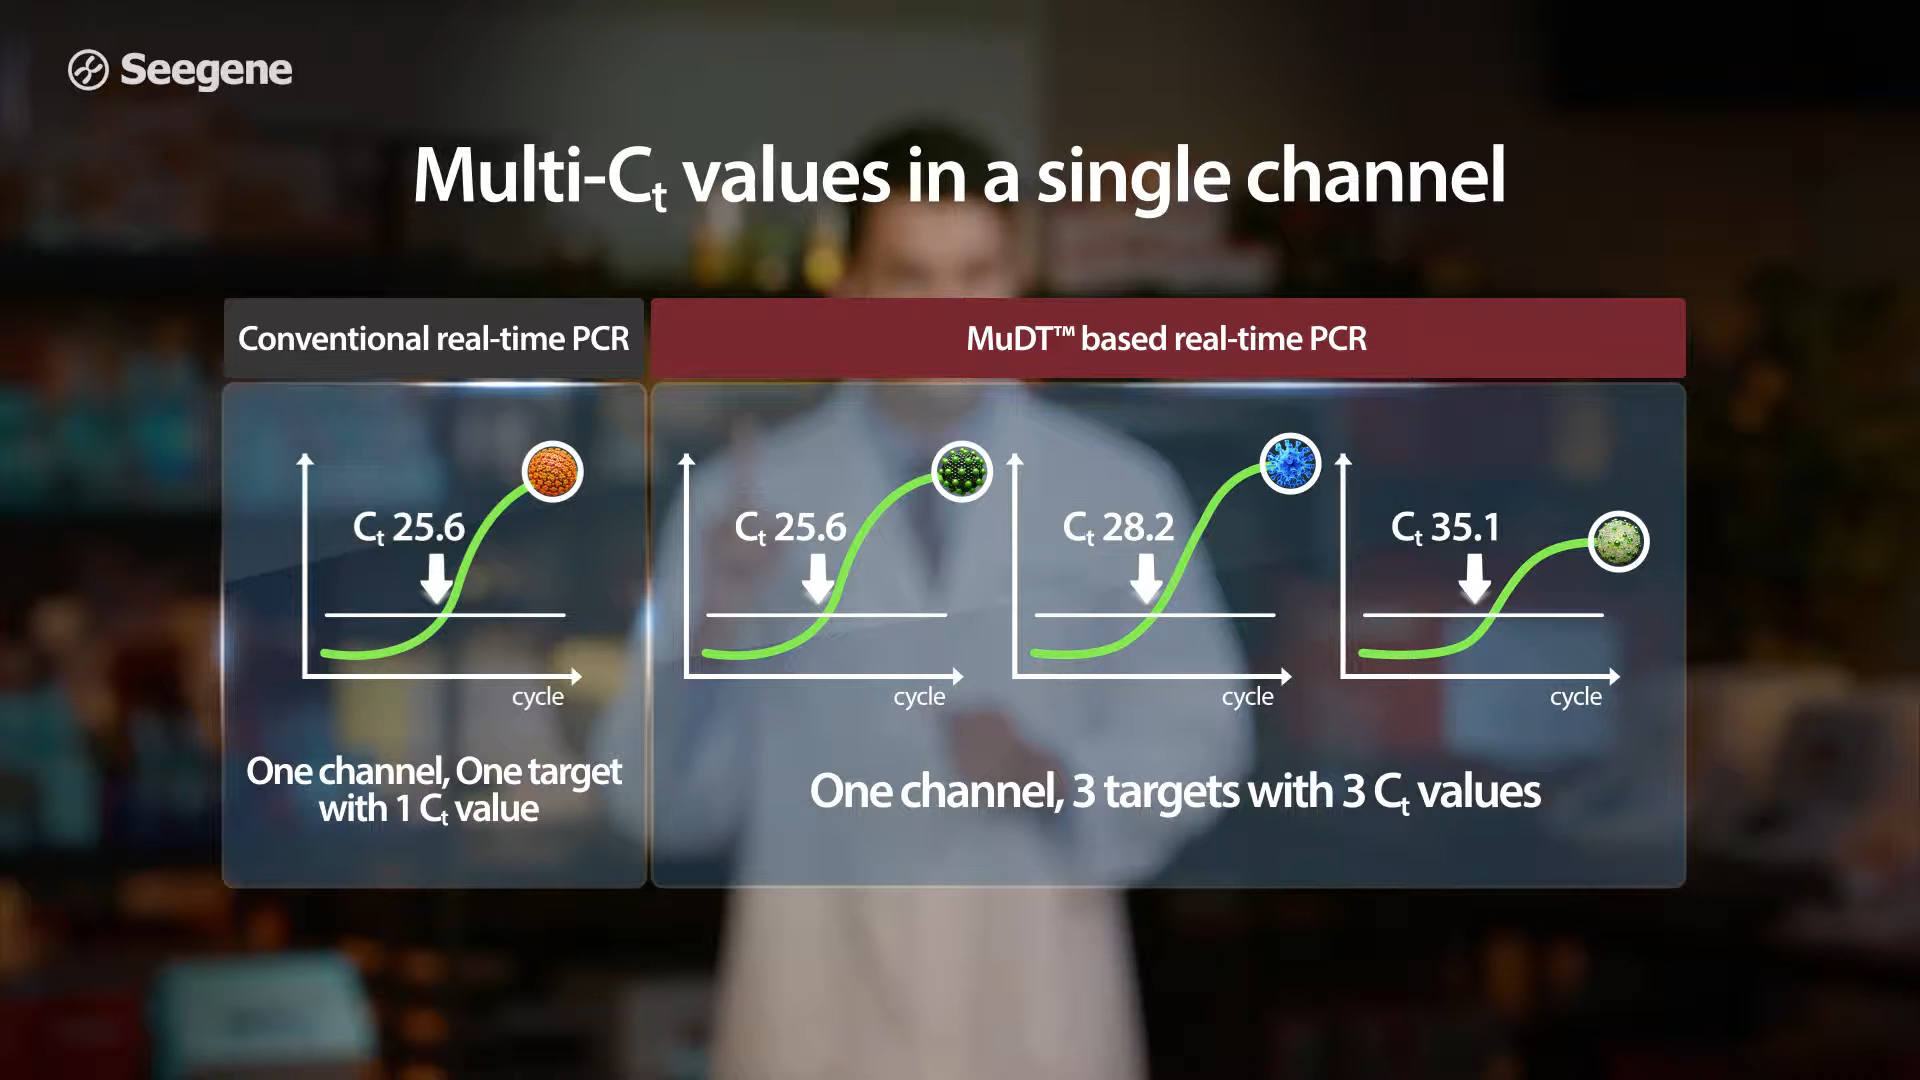 Seegene
Multi-Ct values in a single channel
Conventional real-time PCR
MuDT™ based real-time PCR
Ct 25.6
cycle
One channel, One target
with 1 Ct value
Ct 25.6
cycle
Ct 28.2
cycle
Ct 35.1
cycle
One channel, 3 targets with 3 Ct values